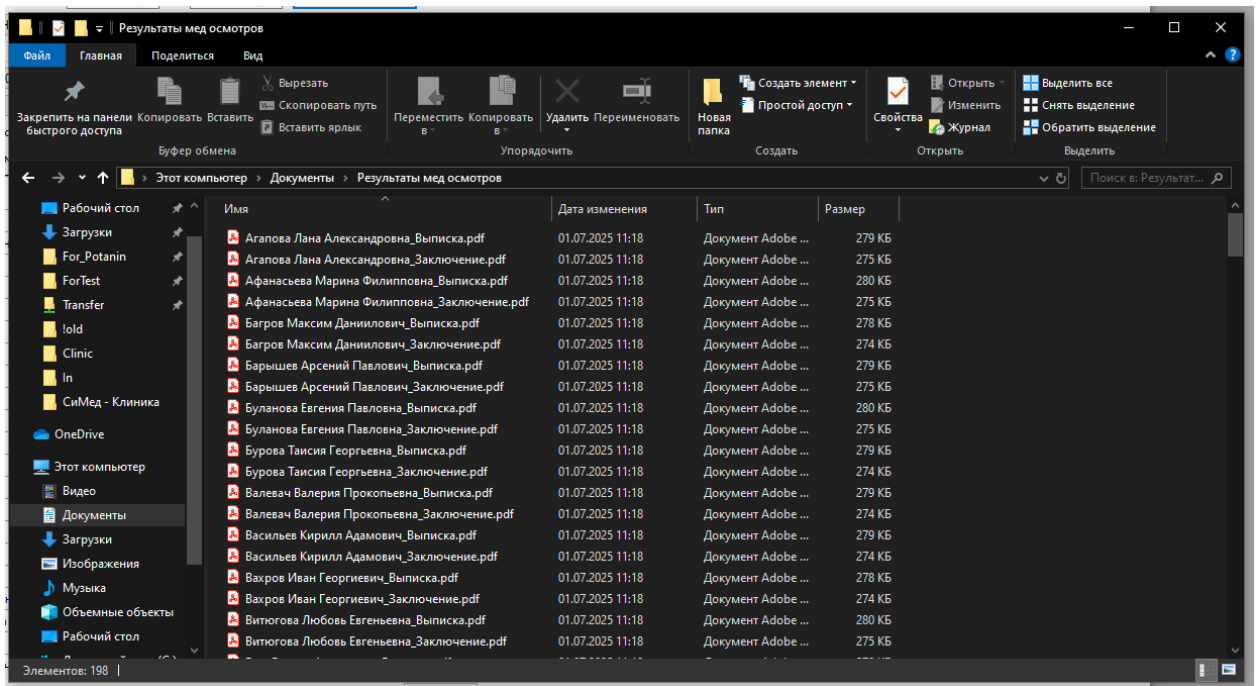 Результаты мед осмотров
Файл Главная Поделиться Вид
Закрепить на панели быстрого доступа
Копировать
Вставить
Вырезать
Скопировать путь
Вставить ярлык
Буфер обмена
Переместить в
Копировать в
Удалить
Переименовать
Упорядочить
Новая папка
Создать элемент
Простой доступ
Создать
Свойства
Открыть
Изменить
Журнал
Открыть
Выделить все
Снять выделение
Обратить выделение
Выделить
Этот компьютер > Документы > Результаты мед осмотров
Поиск в: Результат...
Рабочий стол
Загрузки
For_Potanin
ForTest
Transfer
!old
Clinic
In
СиМед - Клиника
OneDrive
Этот компьютер
Видео
Документы
Загрузки
Изображения
Музыка
Объемные объекты
Рабочий стол
Имя Дата изменения Тип Размер
Агапова Лана Александровна_Выписка.pdf 01.07.2025 11:18 Документ Adobe ... 279 КБ
Агапова Лана Александровна_Заключение.pdf 01.07.2025 11:18 Документ Adobe ... 275 КБ
Афанасьева Марина Филипповна_Выписка.pdf 01.07.2025 11:18 Документ Adobe ... 280 КБ
Афанасьева Марина Филипповна_Заключение.pdf 01.07.2025 11:18 Документ Adobe ... 275 КБ
Багров Максим Даниилович_Выписка.pdf 01.07.2025 11:18 Документ Adobe ... 278 КБ
Багров Максим Даниилович_Заключение.pdf 01.07.2025 11:18 Документ Adobe ... 274 КБ
Барышев Арсений Павлович_Выписка.pdf 01.07.2025 11:18 Документ Adobe ... 279 КБ
Барышев Арсений Павлович_Заключение.pdf 01.07.2025 11:18 Документ Adobe ... 275 КБ
Буланова Евгения Павловна_Выписка.pdf 01.07.2025 11:18 Документ Adobe ... 280 КБ
Буланова Евгения Павловна_Заключение.pdf 01.07.2025 11:18 Документ Adobe ... 275 КБ
Бурова Таисия Георгьевна_Выписка.pdf 01.07.2025 11:18 Документ Adobe ... 279 КБ
Бурова Таисия Георгьевна_Заключение.pdf 01.07.2025 11:18 Документ Adobe ... 274 КБ
Валевач Валерия Прокопьевна_Выписка.pdf 01.07.2025 11:18 Документ Adobe ... 279 КБ
Валевач Валерия Прокопьевна_Заключение.pdf 01.07.2025 11:18 Документ Adobe ... 274 КБ
Васильев Кирилл Адамович_Выписка.pdf 01.07.2025 11:18 Документ Adobe ... 279 КБ
Васильев Кирилл Адамович_Заключение.pdf 01.07.2025 11:18 Документ Adobe ... 274 КБ
Вахров Иван Георгиевич_Выписка.pdf 01.07.2025 11:18 Документ Adobe ... 278 КБ
Вахров Иван Георгиевич_Заключение.pdf 01.07.2025 11:18 Документ Adobe ... 274 КБ
Витюгова Любовь Евгеньевна_Выписка.pdf 01.07.2025 11:18 Документ Adobe ... 280 КБ
Витюгова Любовь Евгеньевна_Заключение.pdf 01.07.2025 11:18 Документ Adobe ... 275 КБ
Элементов: 198